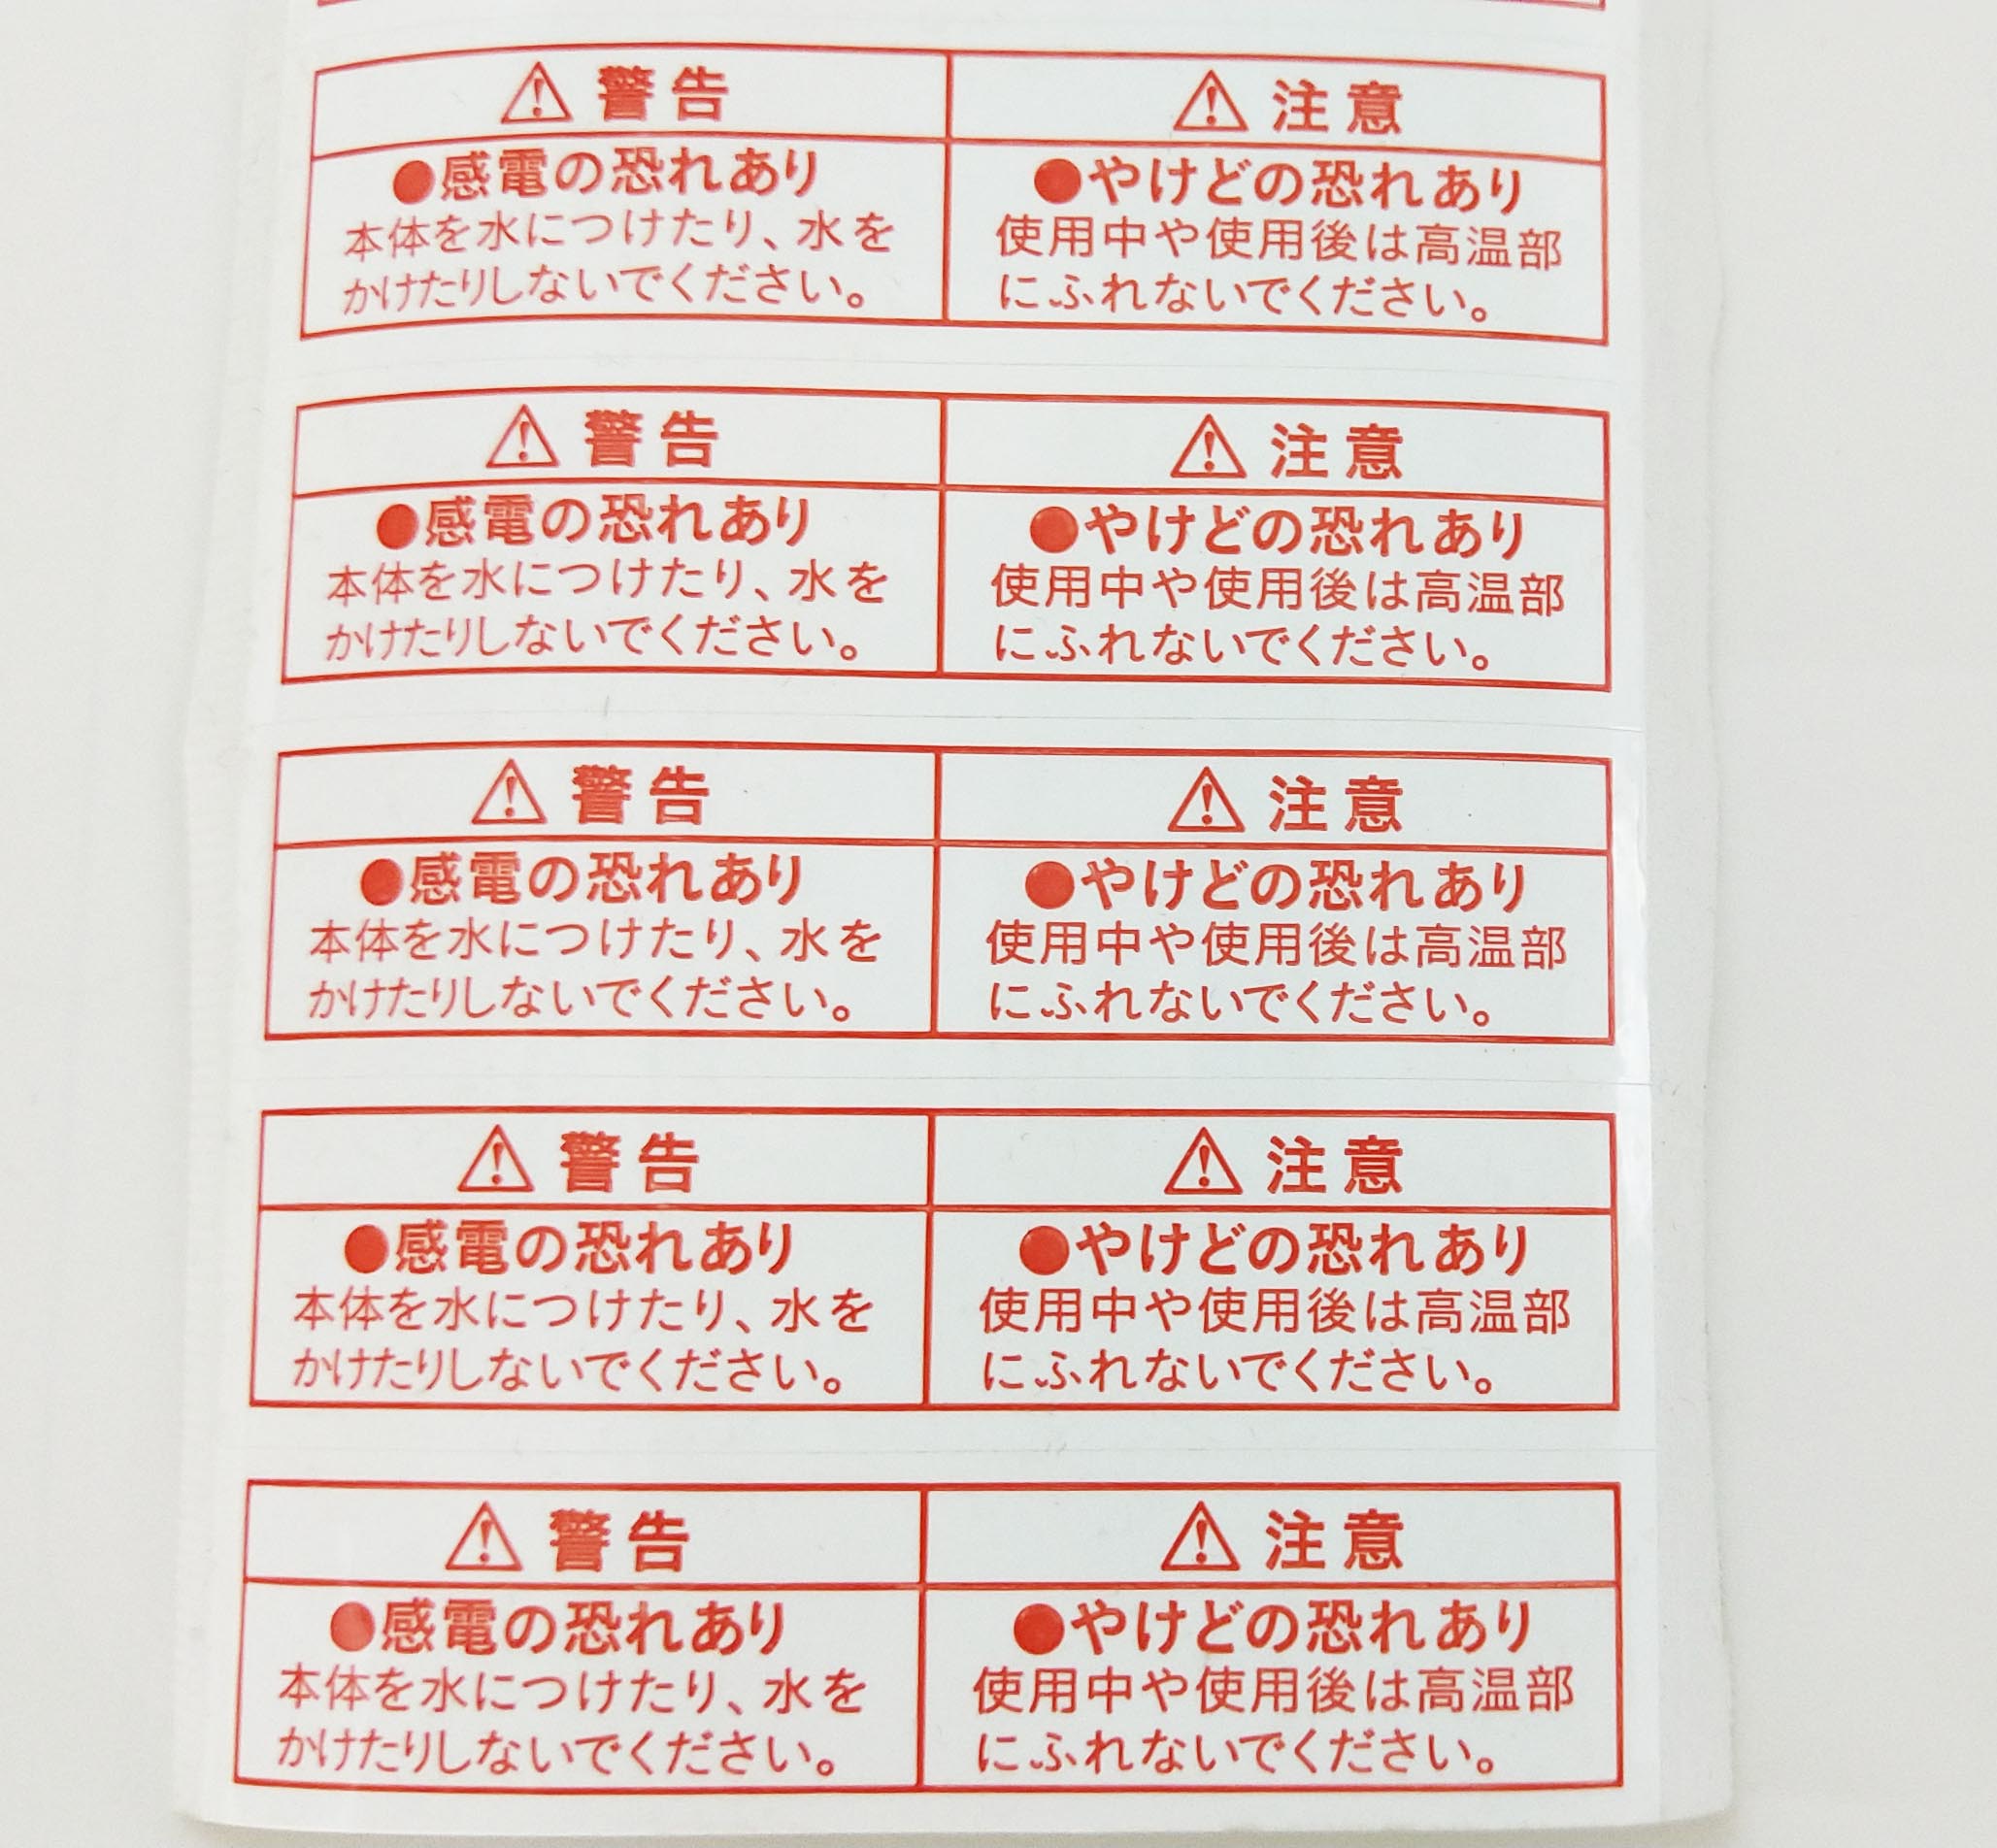 ⚠ 警告
●感電の恐れあり
本体を水につけたり、水を
かけたりしないでください。
⚠ 注意
●やけどの恐れあり
使用中や使用後は高温部
にふれないでください。
⚠ 警告
●感電の恐れあり
本体を水につけたり、水を
かけたりしないでください。
⚠ 注意
●やけどの恐れあり
使用中や使用後は高温部
にふれないでください。
⚠ 警告
●感電の恐れあり
本体を水につけたり、水を
かけたりしないでください。
⚠ 注意
●やけどの恐れあり
使用中や使用後は高温部
にふれないでください。
⚠ 警告
●感電の恐れあり
本体を水につけたり、水を
かけたりしないでください。
⚠ 注意
●やけどの恐れあり
使用中や使用後は高温部
にふれないでください。
⚠ 警告
●感電の恐れあり
本体を水につけたり、水を
かけたりしないでください。
⚠ 注意
●やけどの恐れあり
使用中や使用後は高温部
にふれないでください。